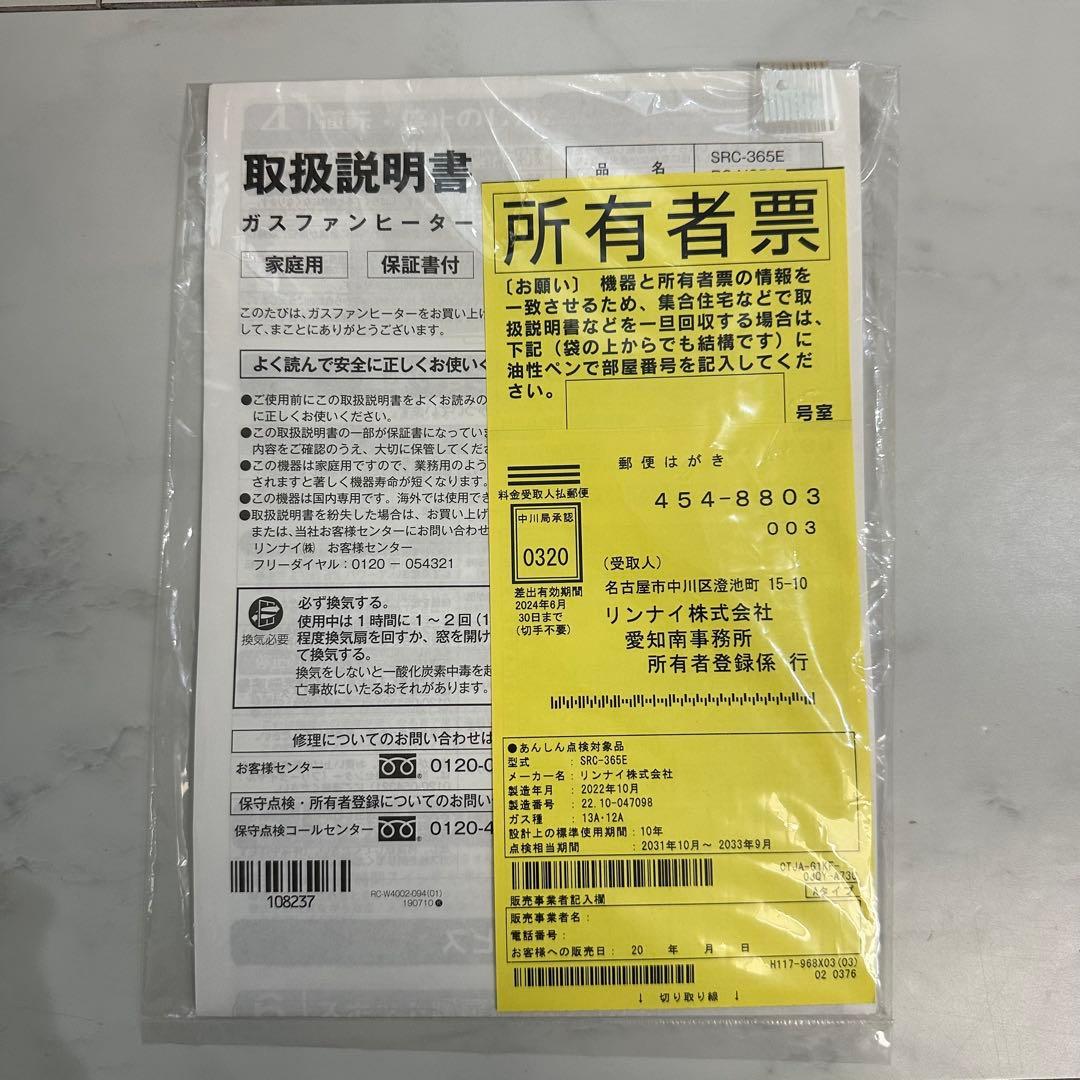 取扱説明書
ガスファンヒーター
家庭用
保証書付
品 名
SRC-365E
このたびは、ガスファンヒーターをお買い上げ
して、まことにありがとうございます。
よく読んで安全に正しくお使いく
●ご使用前にこの取扱説明書をよくお読みの
に正しくお使いください。
●この取扱説明書の一部が保証書になっていま
内容をご確認のうえ、大切に保管してくださ
●この機器は家庭用ですので、業務用のよう
されますと著しく機器寿命が短くなります。
●この機器は国内専用です。海外では使用でき
●取扱説明書を紛失した場合は、お買い上げ
または、当社お客様センターにお問い合わせ
リンナイ㈱ お客様センター
フリーダイヤル:0120 - 054321
換気必要
必ず換気する。
使用中は1時間に1～2回(1
程度換気扇を回すか、窓を開け
て換気する。
換気をしないと一酸化炭素中毒を起
亡事故にいたるおそれがあります。
修理についてのお問い合わせは
お客様センター
0120-0
保守点検・所有者登録についてのお問い
保守点検コールセンター
0120-4
108237
RC-W4002-094(01)
190710
所有者票
〔お願い〕 機器と所有者票の情報を
一致させるため、集合住宅などで取
扱説明書などを一旦回収する場合は、
下記(袋の上からでも結構です)に
油性ペンで部屋番号を記入してくだ
さい。
号室
郵便はがき
料金受取人払郵便
454-8803
003
中川局承認
0320
差出有効期間
2024年6月
30日まで
(切手不要)
(受取人)
名古屋市中川区澄池町 15-10
リンナイ株式会社
愛知南事務所
所有者登録係 行
●あんしん点検対象品
型式 : SRC-365E
メーカー名 : リンナイ株式会社
製造年月 : 2022年10月
製造番号 : 22.10-047098
ガス種 : 13A・12A
設計上の標準使用期間 : 10年
点検相当期間 : 2031年10月～ 2033年9月
Aタイプ
販売事業者記入欄
販売事業者名 :
電話番号 :
お客様への販売日 : 20 年 月 日
H117-968X03(03)
02 0376
↓ 切り取り線 ↓